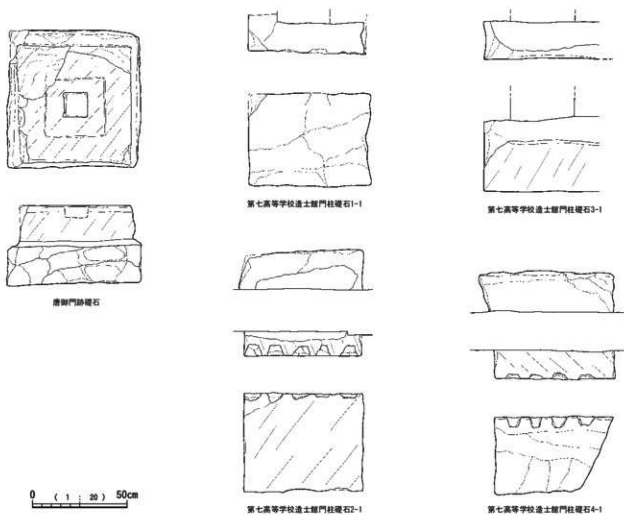 第七高等学校造士館門柱礎石1-1
第七高等学校造士館門柱礎石3-1
唐御門跡礎石
0 ( 1 : 20 ) 50cm
第七高等学校造士館門柱礎石2-1
第七高等学校造士館門柱礎石4-1